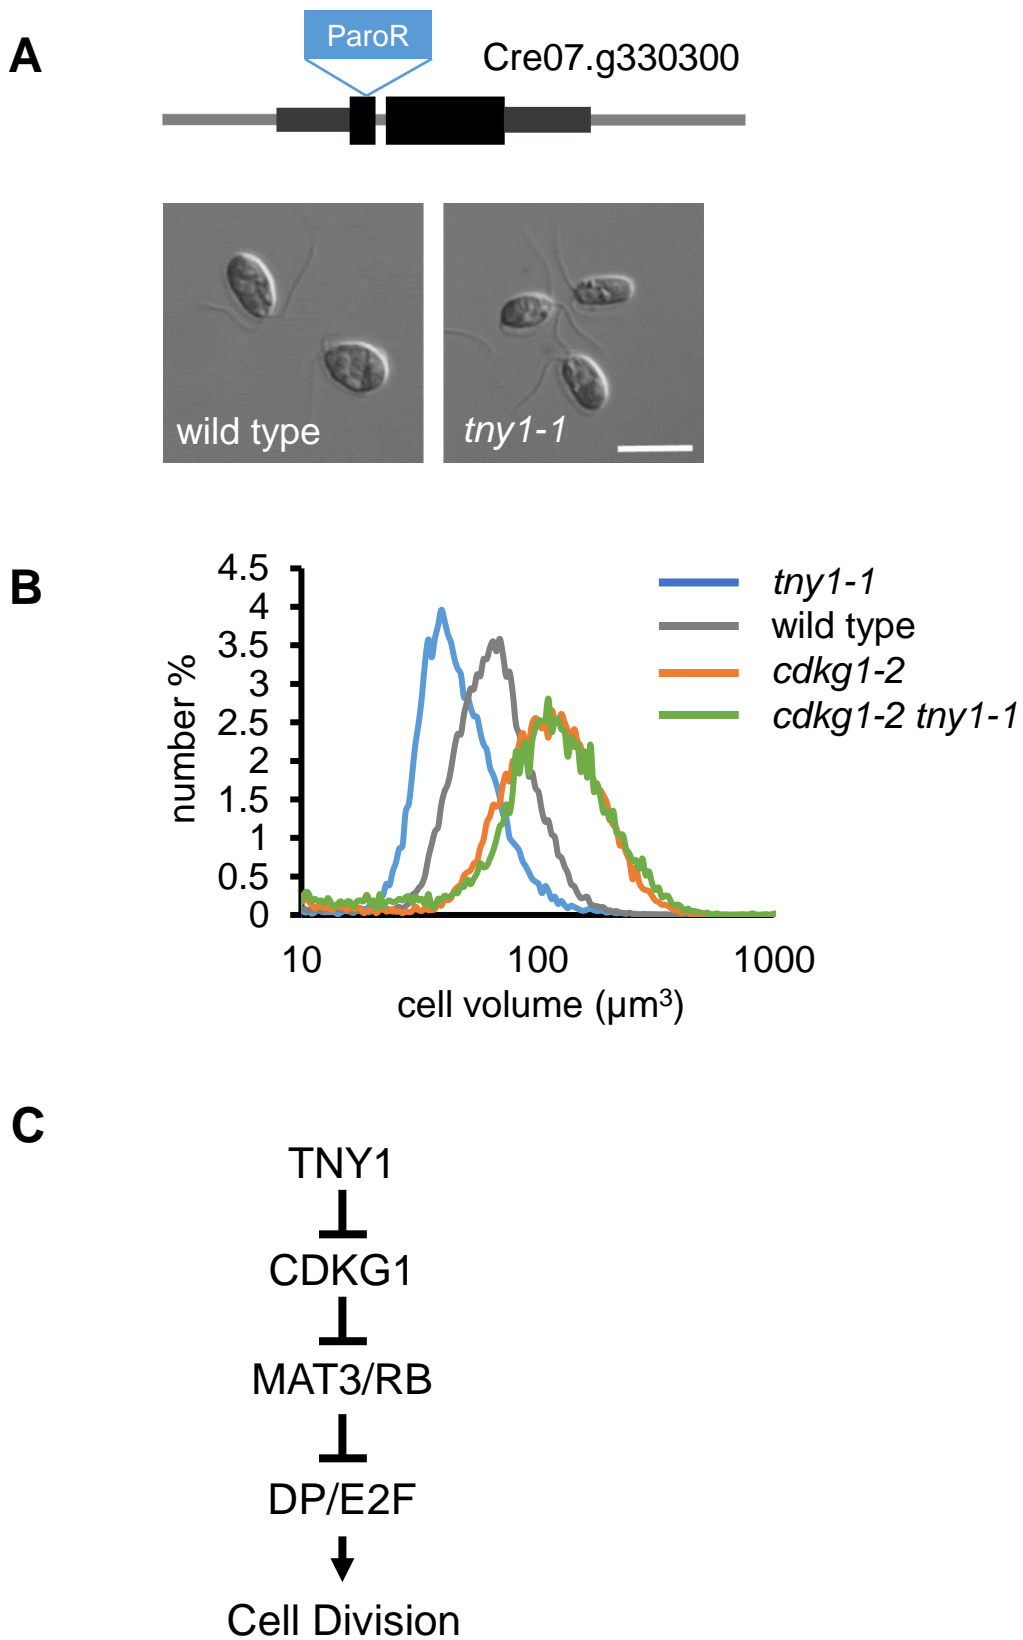 A
ParoR
Cre07.g330300
wild type
tny1-1
B
number %
4.5
4
3.5
3
2.5
2
1.5
1
0.5
0
10
100
1000
cell volume (µm³)
tny1-1
wild type
cdkg1-2
cdkg1-2 tny1-1
C
TNY1
CDKG1
MAT3/RB
DP/E2F
Cell Division